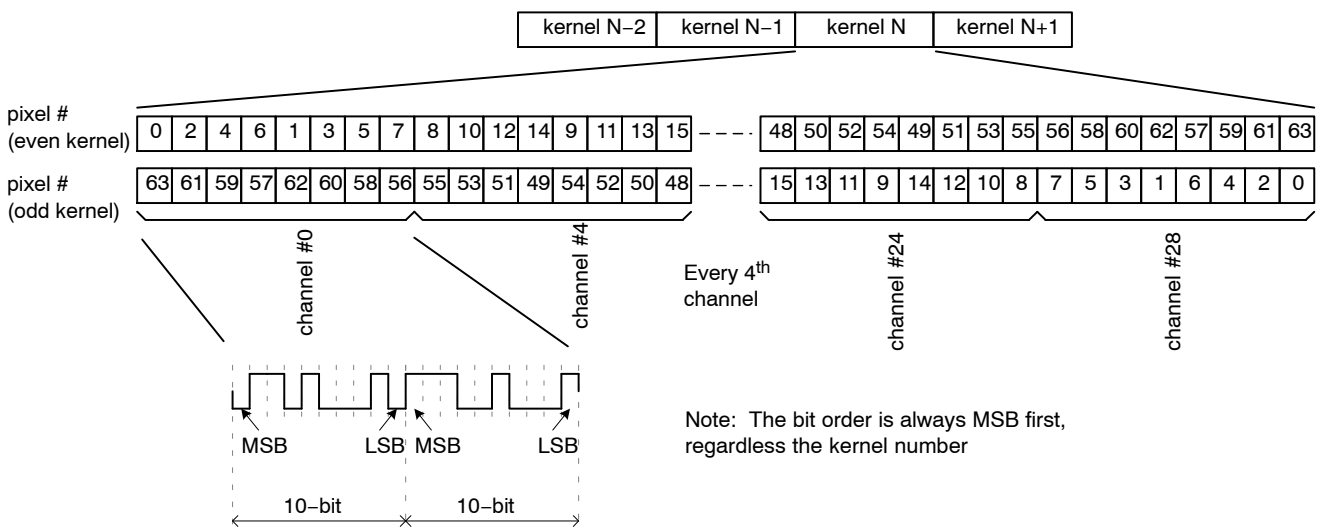 kernel N−2 kernel N−1 kernel N kernel N+1
pixel #
(even kernel)
0 2 4 6 1 3 5 7 8 10 12 14 9 11 13 15 48 50 52 54 49 51 53 55 56 58 60 62 57 59 61 63
pixel #
(odd kernel)
63 61 59 57 62 60 58 56 55 53 51 49 54 52 50 48 15 13 11 9 14 12 10 8 7 5 3 1 6 4 2 0
channel #0
channel #4
Every 4th
channel
channel #24
channel #28
MSB LSB MSB LSB
Note: The bit order is always MSB first,
regardless the kernel number
10−bit 10−bit